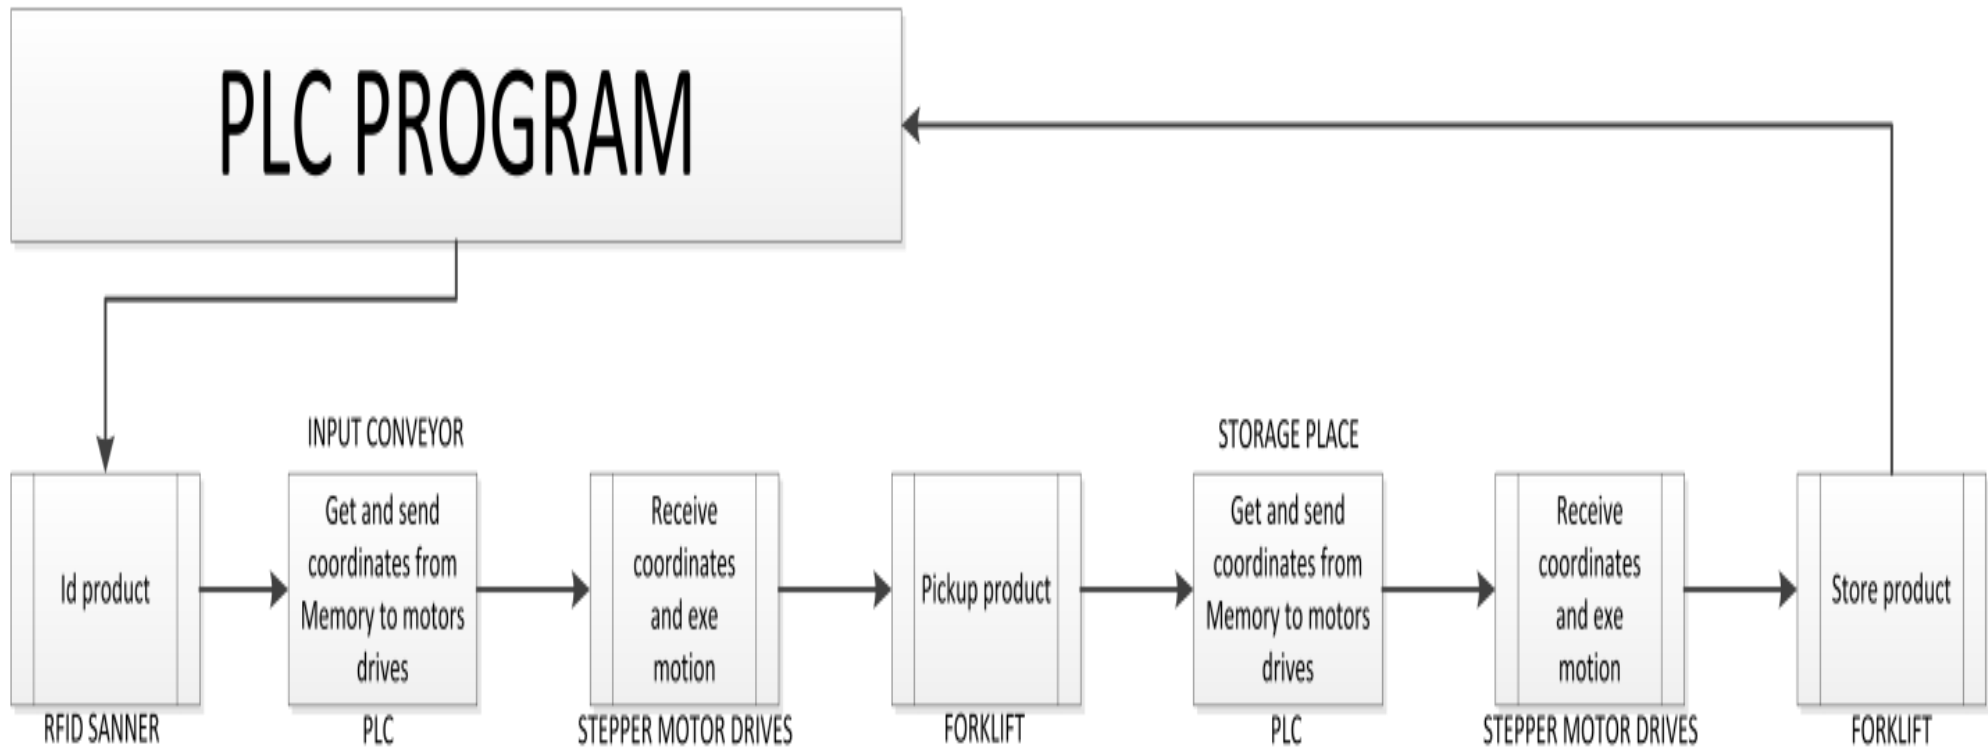 PLC PROGRAM
INPUT CONVEYOR
STORAGE PLACE
Id product
RFID SANNER
Get and send
coordinates from
Memory to motors
drives
PLC
Receive
coordinates
and exe
motion
STEPPER MOTOR DRIVES
Pickup product
FORKLIFT
Get and send
coordinates from
Memory to motors
drives
PLC
Receive
coordinates
and exe
motion
STEPPER MOTOR DRIVES
Store product
FORKLIFT